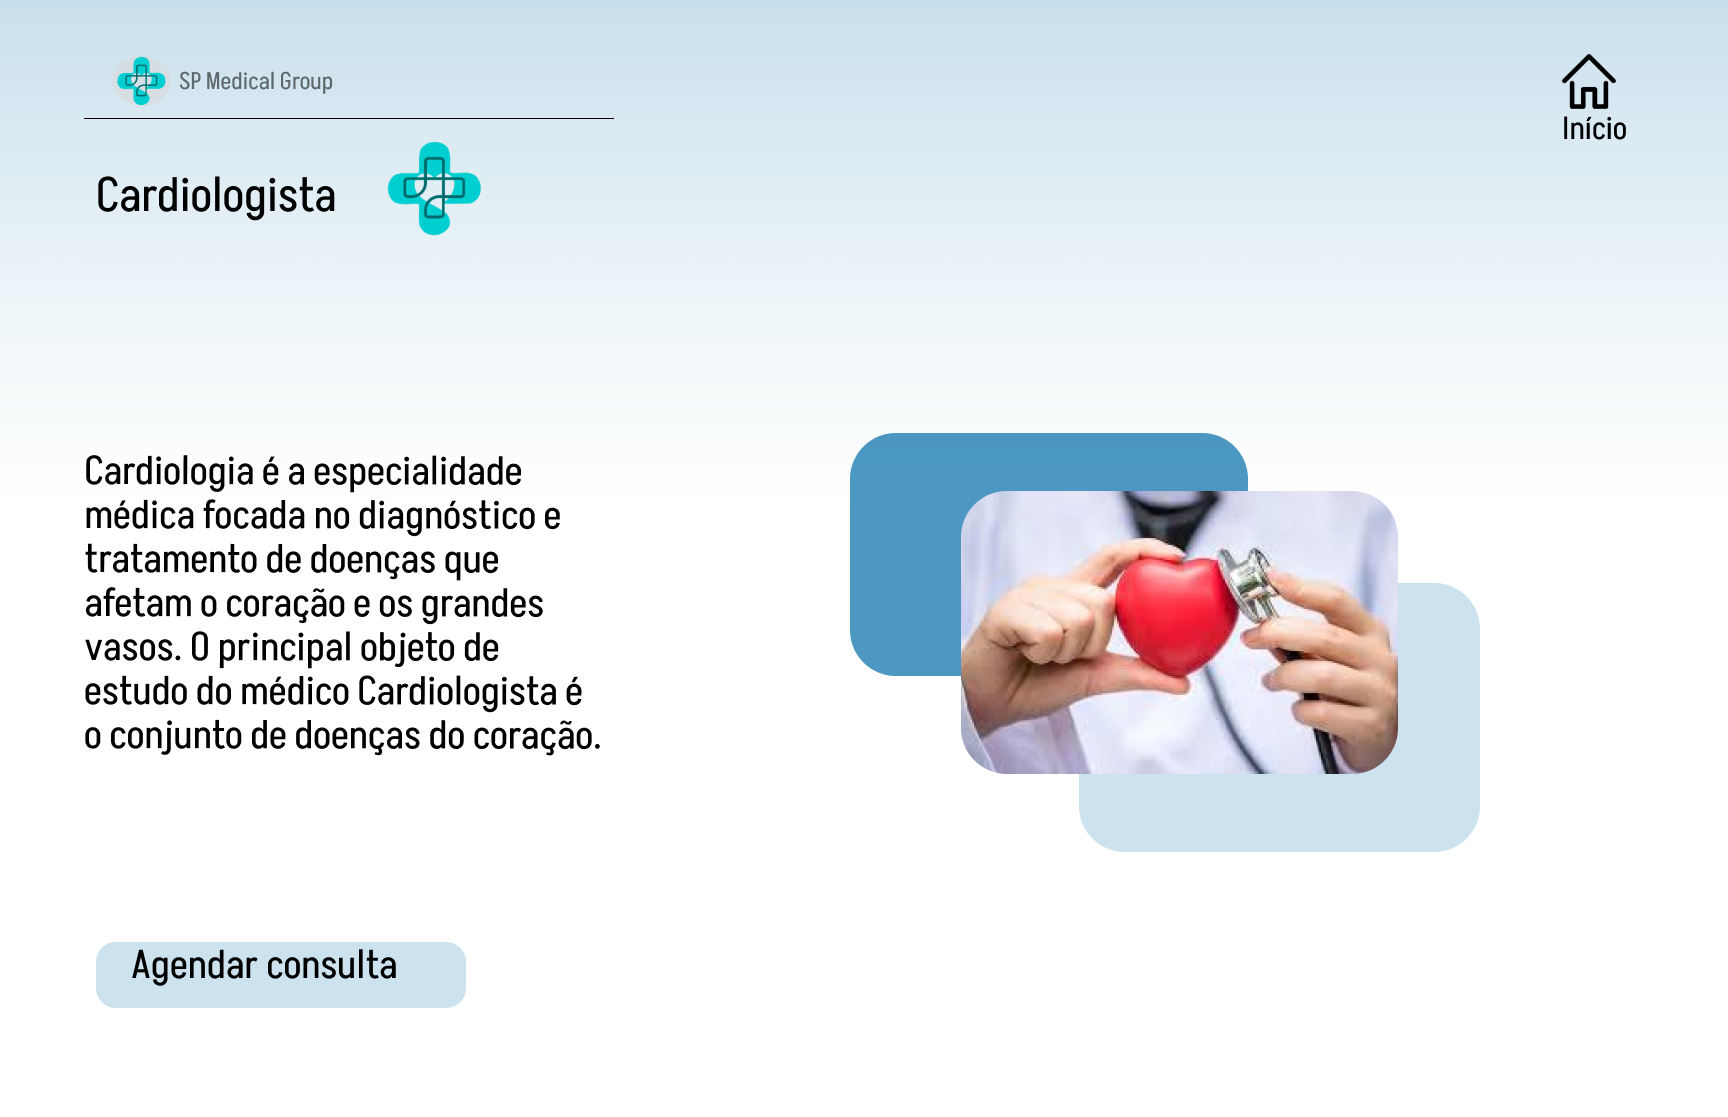 SP Medical Group
Início
Cardiologista
Cardiologia é a especialidade
médica focada no diagnóstico e
tratamento de doenças que
afetam o coração e os grandes
vasos. O principal objeto de
estudo do médico Cardiologista é
o conjunto de doenças do coração.
Agendar consulta